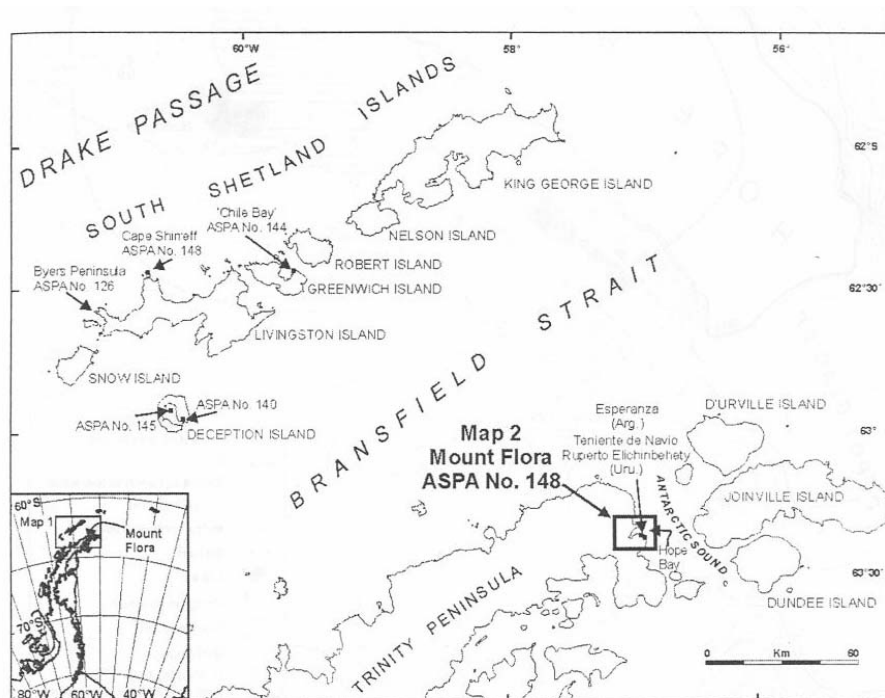 60°W
58°
56°
DRAKE PASSAGE
SOUTH SHETLAND ISLANDS
62°S
KING GEORGE ISLAND
'Chile Bay'
ASPA No. 144
Cape Shirreff
ASPA No. 148
NELSON ISLAND
Byers Peninsula
ASPA No. 126
ROBERT ISLAND
GREENWICH ISLAND
62°30'
LIVINGSTON ISLAND
BRANSFIELD STRAIT
SNOW ISLAND
ASPA No. 140
ASPA No. 145
DECEPTION ISLAND
D'URVILLE ISLAND
Esperanza
(Arg.)
Teniente de Navio
Ruperto Elichinbehety
(Uru.)
63°
Map 2
Mount Flora
ASPA No. 148
JOINVILLE ISLAND
ANTARCTIC SOUND
Hope
Bay
63°30'
DUNDEE ISLAND
TRINITY PENINSULA
60°S
Map 1
Mount
Flora
70°S
80°W
60°W
40°W
Km
0
60